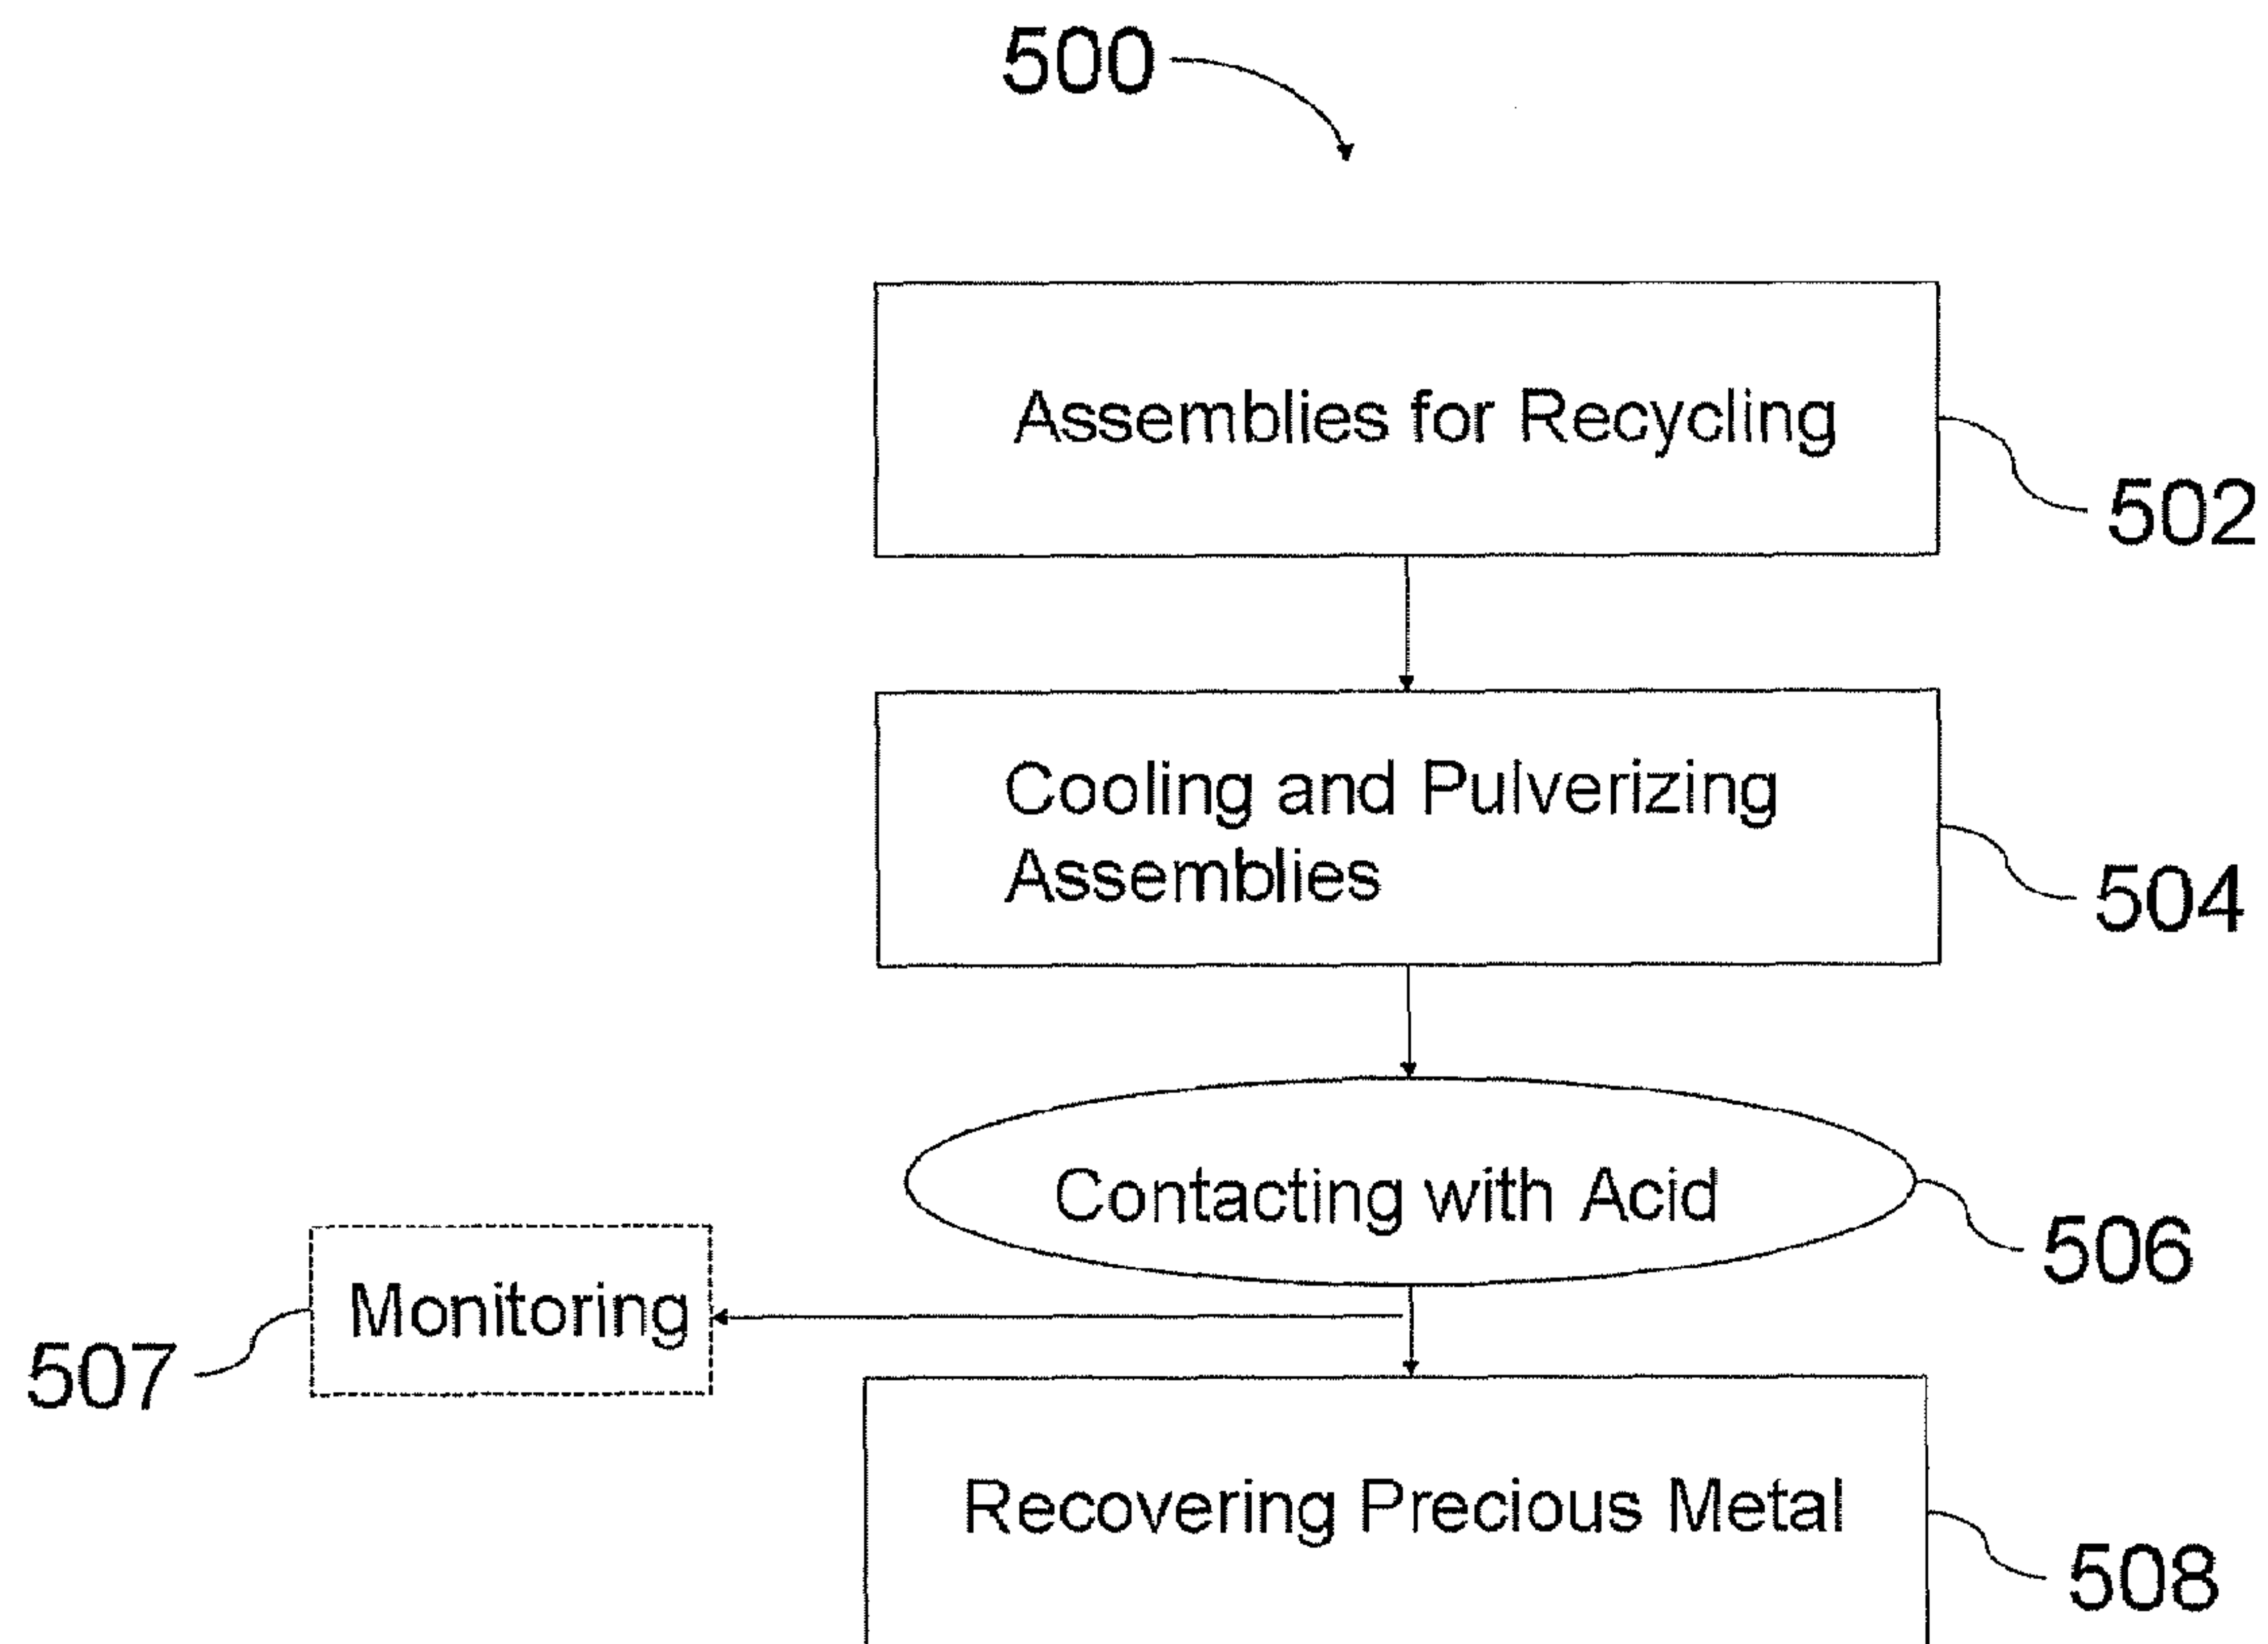 500
Assemblies for Recycling
502
Cooling and Pulverizing
Assemblies
504
Contacting with Acid
506
Monitoring
507
Recovering Precious Metal
508